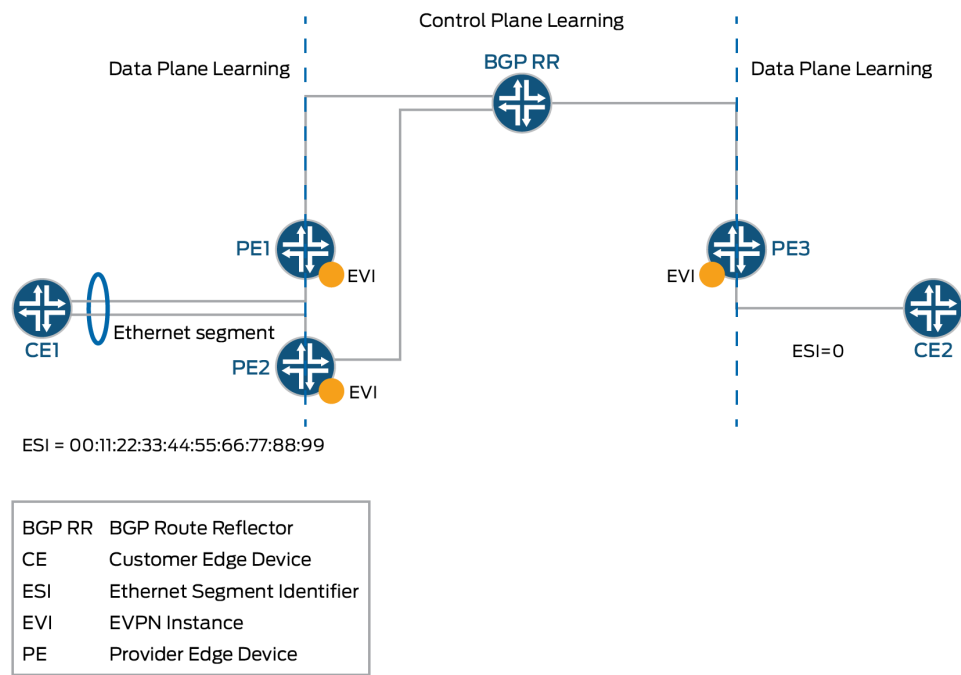 Control Plane Learning
Data Plane Learning
BGP RR
Data Plane Learning
PE1
EVI
PE3
EVI
CE1
Ethernet segment
PE2
EVI
ESI=0
CE2
ESI = 00:11:22:33:44:55:66:77:88:99
BGP RR BGP Route Reflector
CE Customer Edge Device
ESI Ethernet Segment Identifier
EVI EVPN Instance
PE Provider Edge Device